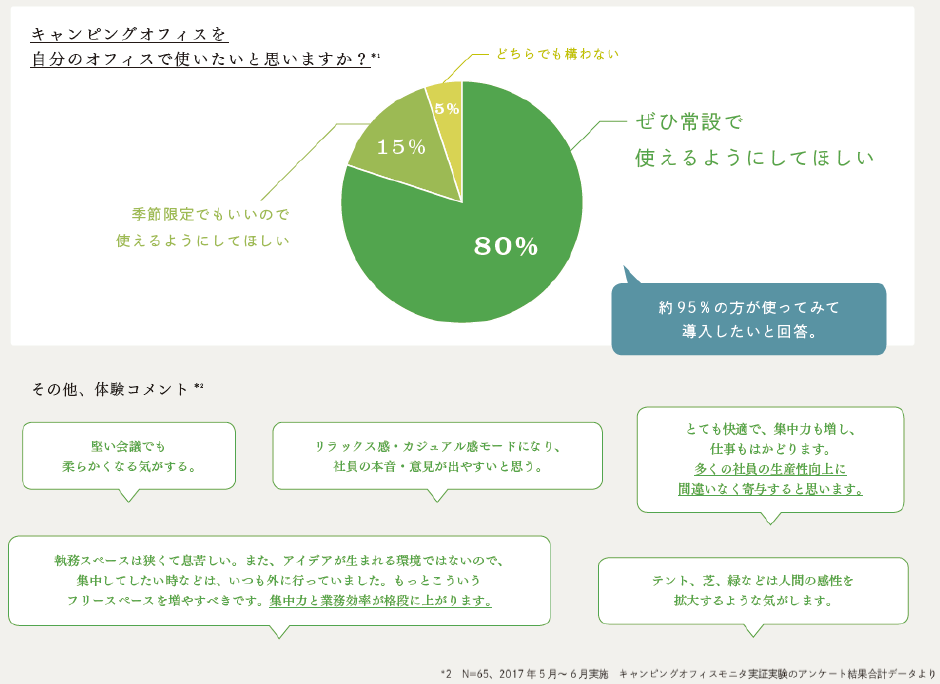 キャンピングオフィスを
自分のオフィスで使いたいと思いますか？*1
どちらでも構わない
5%
15%
80%
ぜひ常設で
使えるようにしてほしい
季節限定でもいいので
使えるようにしてほしい
約95％の方が使ってみて
導入したいと回答。
その他、体験コメント *2
堅い会議でも
柔らかくなる気がする。
リラックス感・カジュアル感モードになり、
社員の本音・意見が出やすいと思う。
とても快適で、集中力も増し、
仕事もはかどります。
多くの社員の生産性向上に
間違いなく寄与すると思います。
執務スペースは狭くて息苦しい。また、アイデアが生まれる環境ではないので、
集中してしたい時などは、いつも外に行っていました。もっとこういう
フリースペースを増やすべきです。集中力と業務効率が格段に上がります。
テント、芝、緑などは人間の感性を
拡大するような気がします。
*2　N=65、2017年5月～6月実施　キャンピングオフィスモニタ実証実験のアンケート結果合計データより